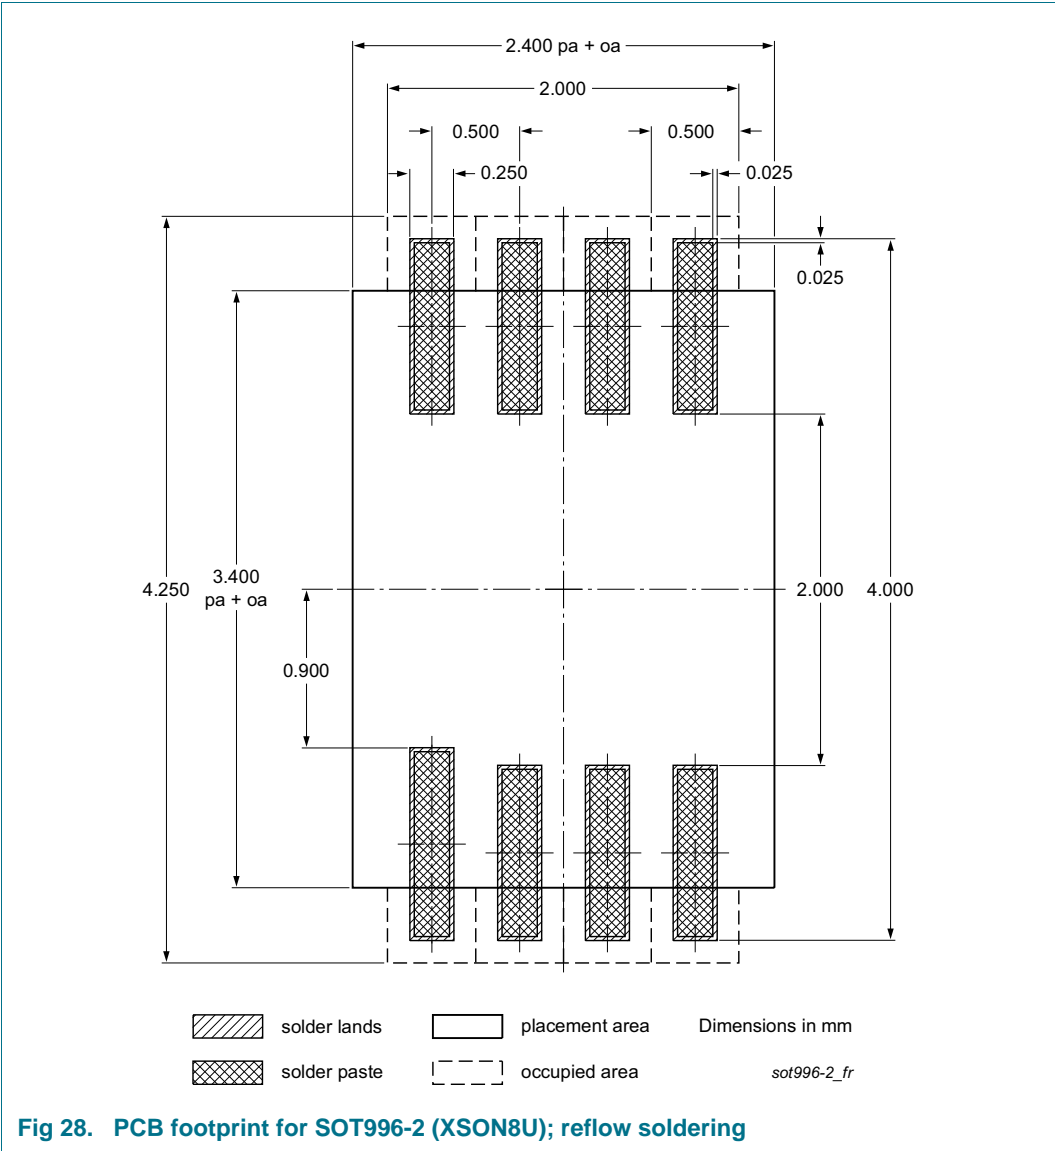 2.400 pa + oa
2.000
0.500
0.500
0.250
0.025
0.025
4.250
3.400
pa + oa
2.000
4.000
0.900
solder lands
placement area
Dimensions in mm
solder paste
occupied area
sot996-2_fr
Fig 28. PCB footprint for SOT996-2 (XSON8U); reflow soldering